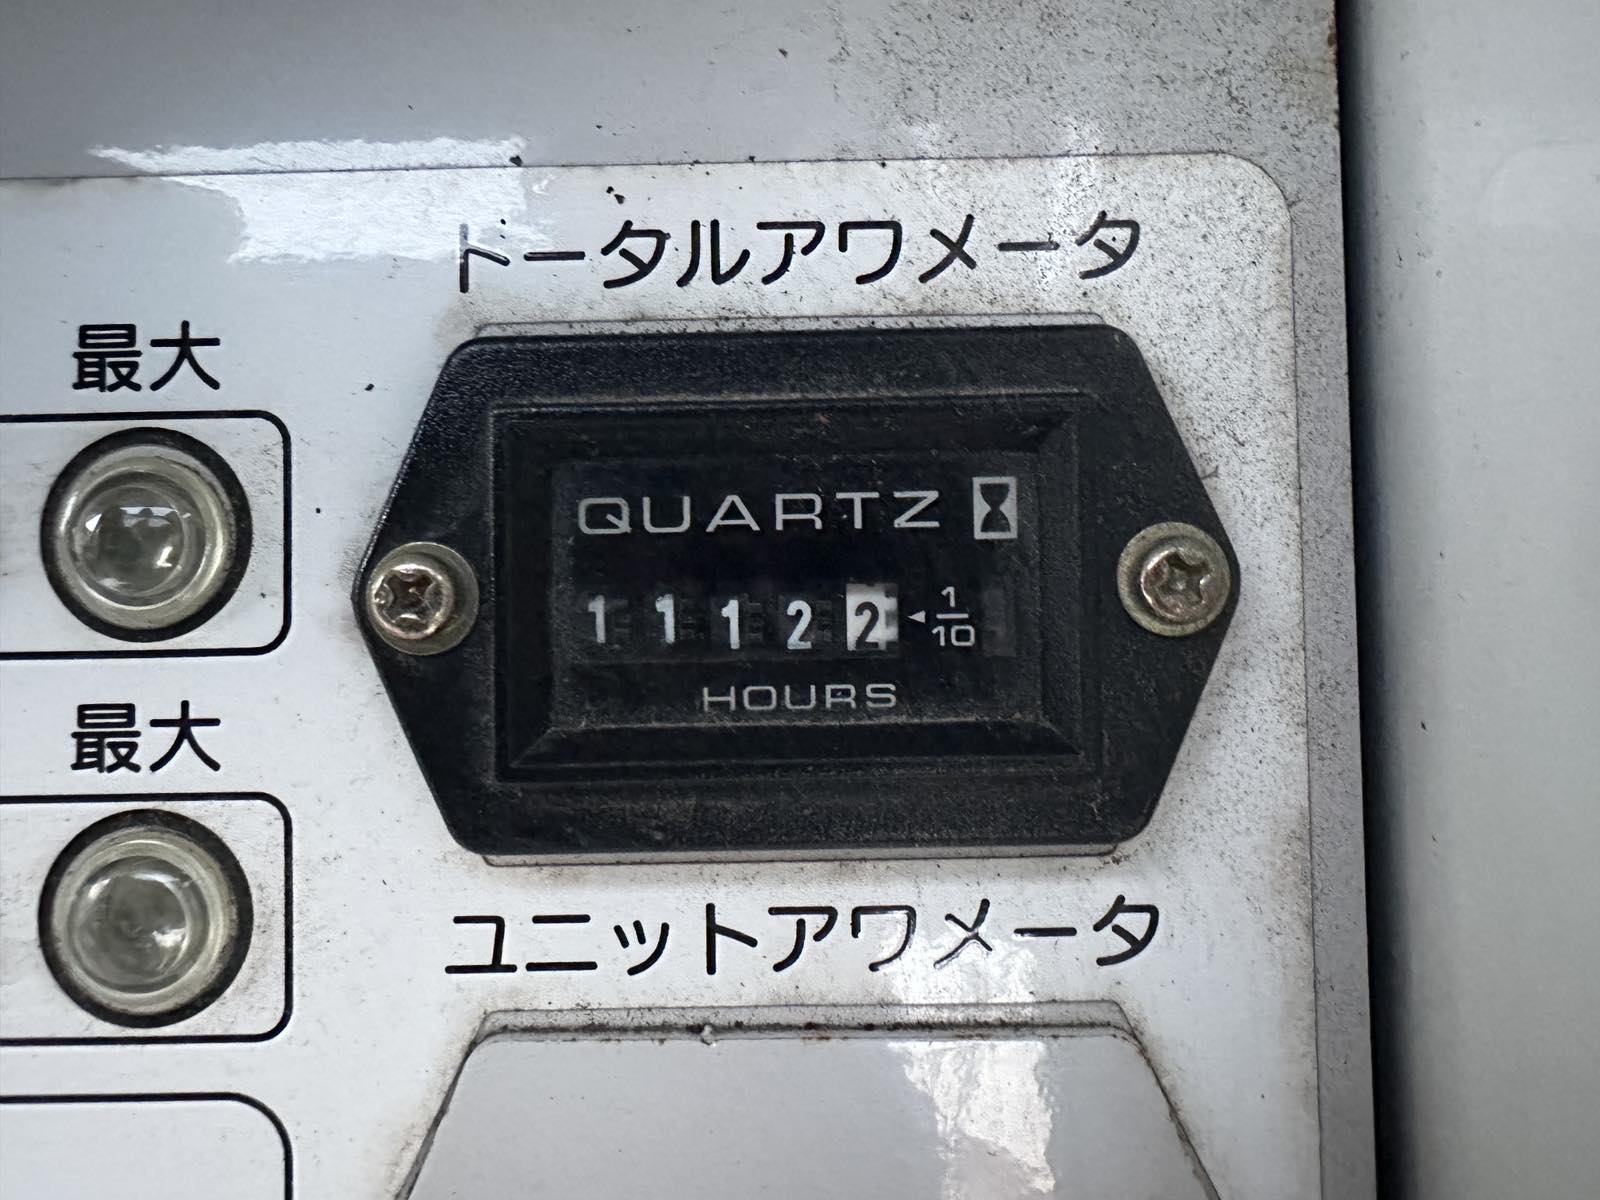 トータルアワメータ
最大
QUARTZ
11122 1/10
HOURS
最大
ユニットアワメータ